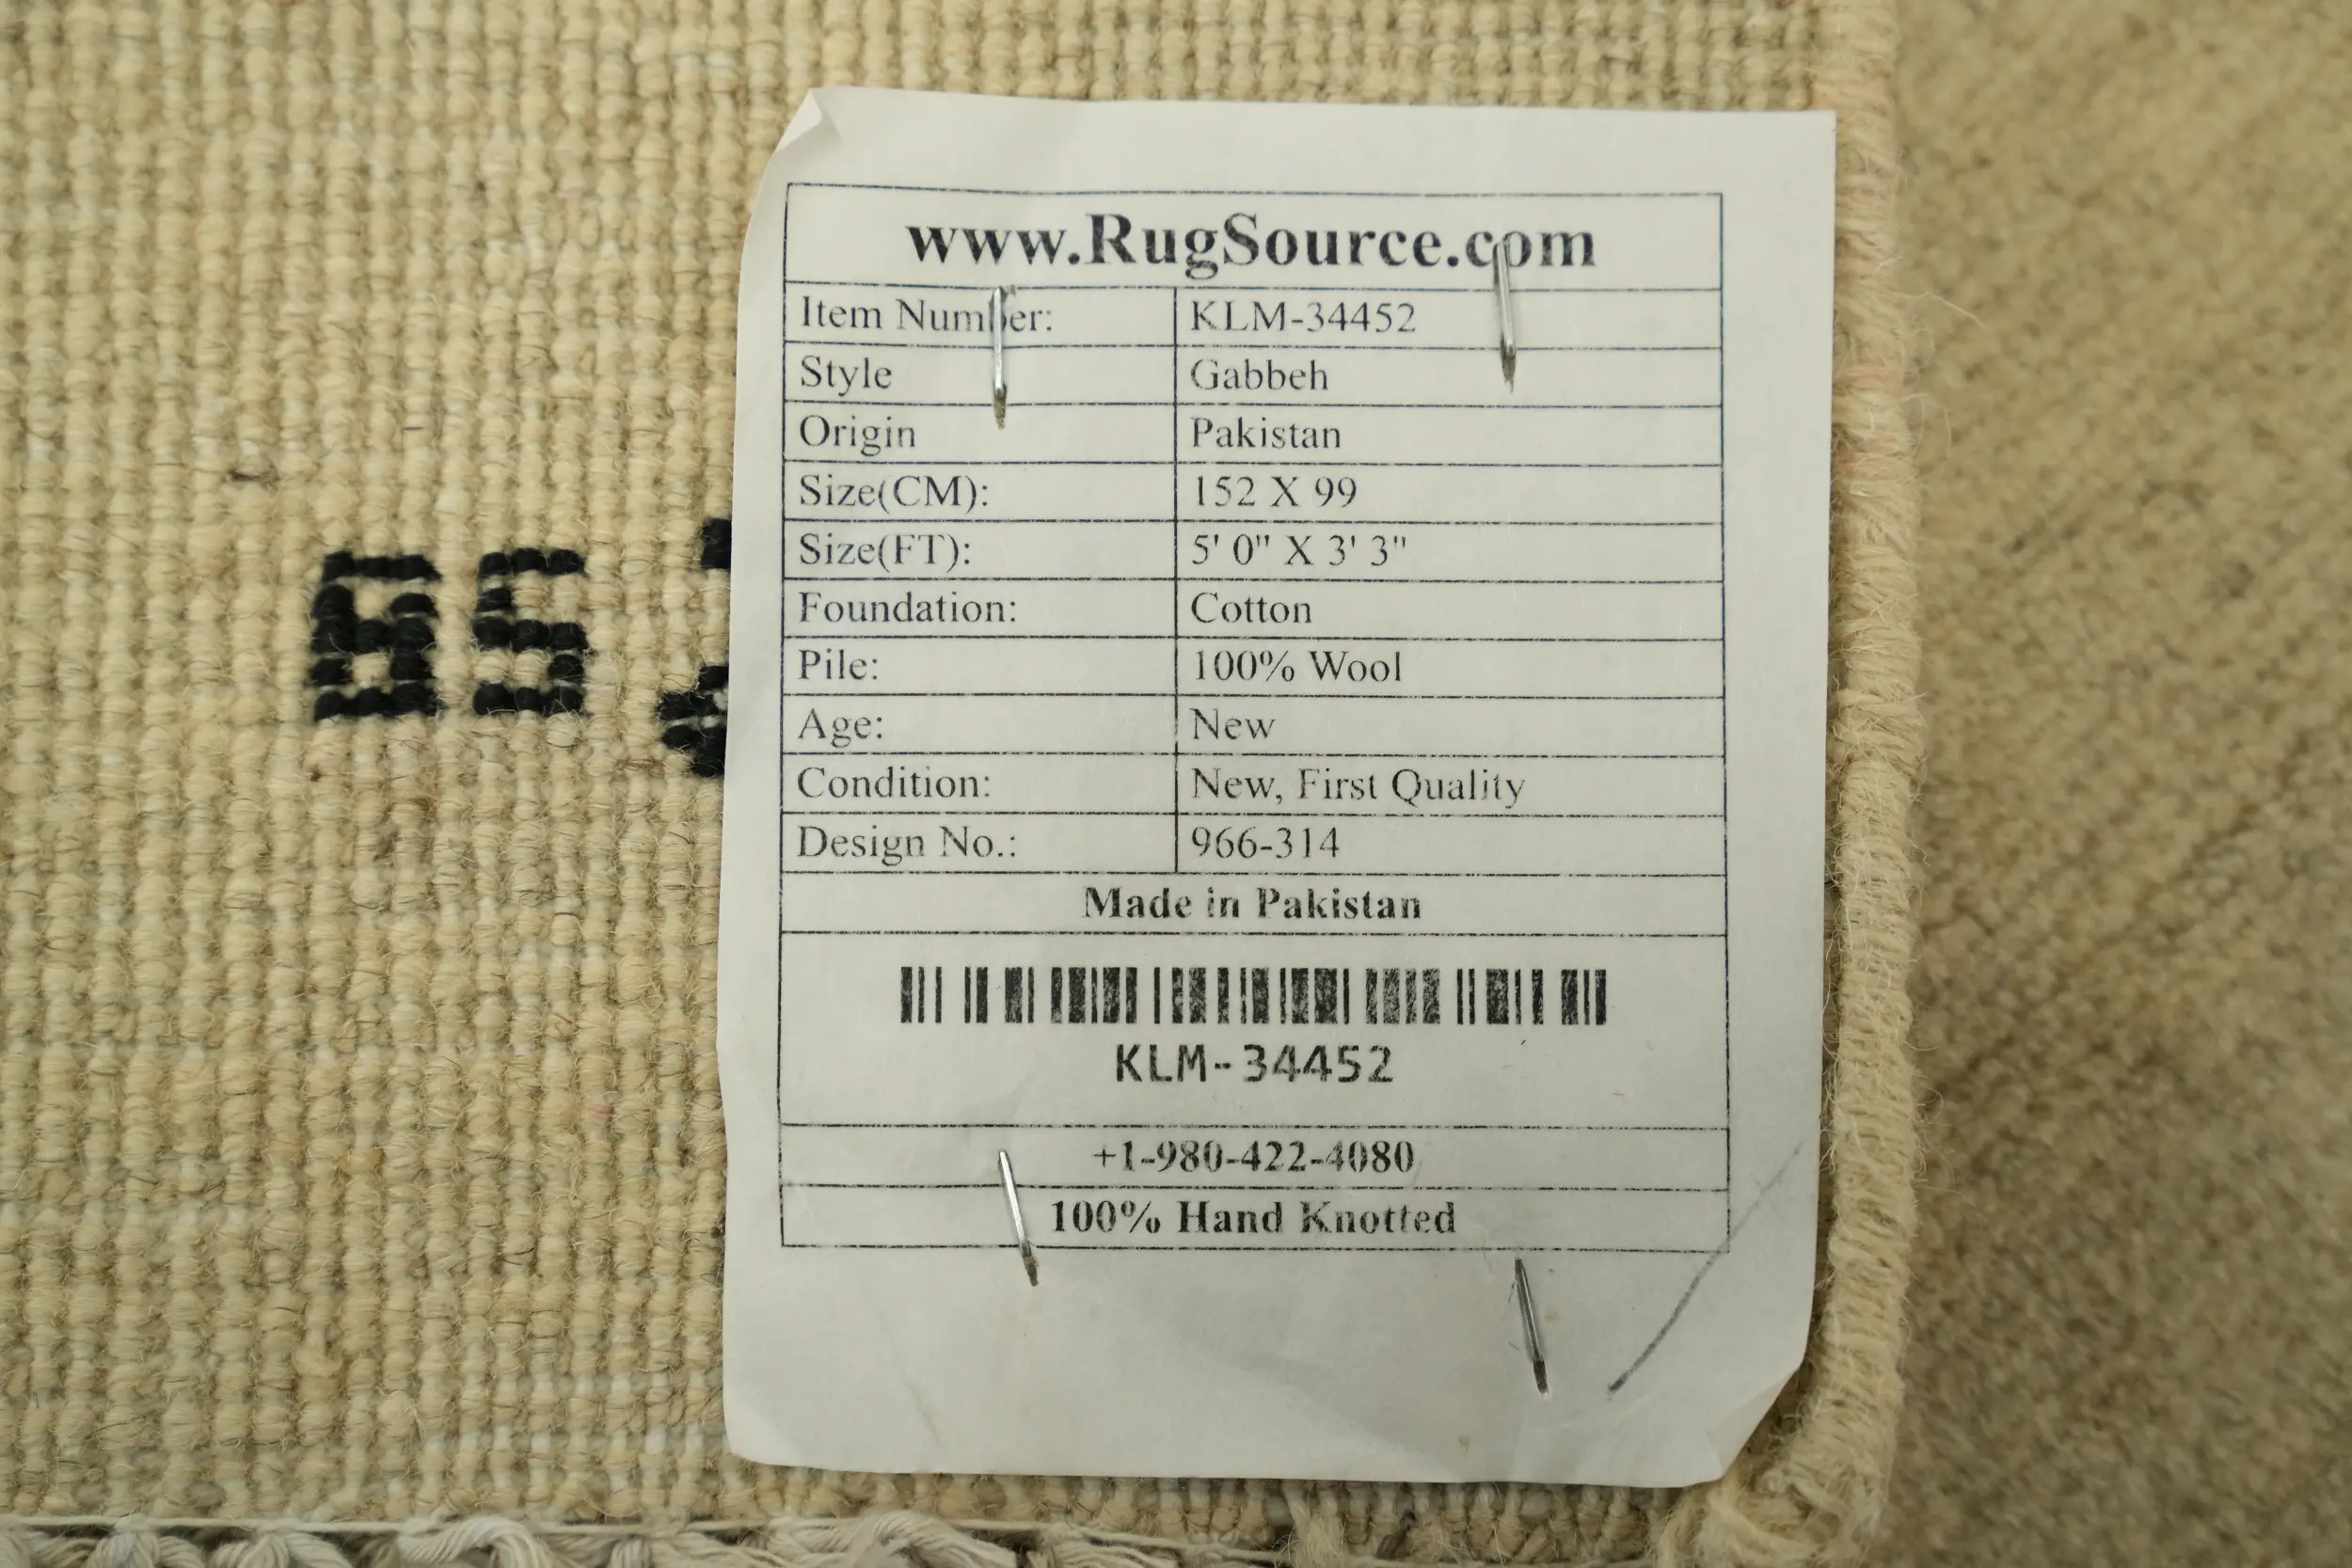 www.RugSource.com
Item Number: KLM-34452
Style Gabbeh
Origin Pakistan
Size(CM): 152 X 99
Size(FT): 5' 0" X 3' 3"
Foundation: Cotton
Pile: 100% Wool
Age: New
Condition: New, First Quality
Design No.: 966-314
Made in Pakistan
KLM-34452
+1-980-422-4080
100% Hand Knotted